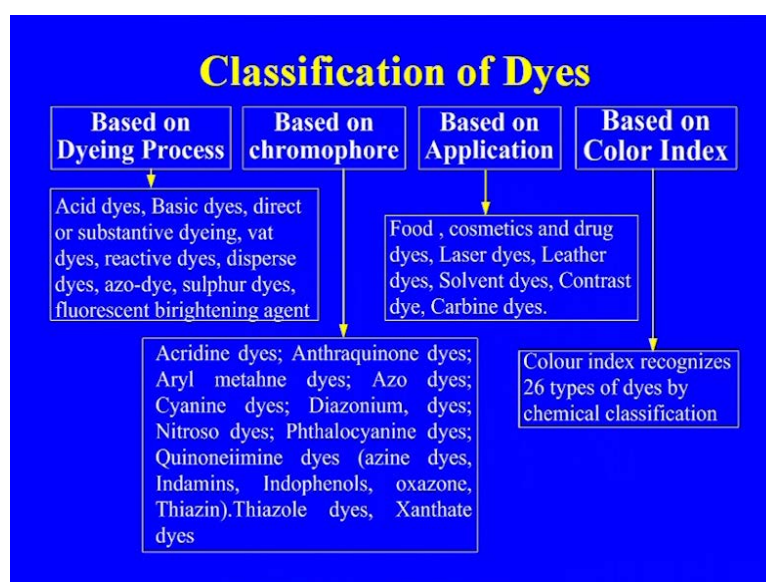 Classification of Dyes
Based on
Dyeing Process
Based on
chromophore
Based on
Application
Based on
Color Index
Acid dyes, Basic dyes, direct
or substantive dyeing, vat
dyes, reactive dyes, disperse
dyes, azo-dye, sulphur dyes,
fluorescent birightening agent
Food , cosmetics and drug
dyes, Laser dyes, Leather
dyes, Solvent dyes, Contrast
dye, Carbine dyes.
Acridine dyes; Anthraquinone dyes;
Aryl metahne dyes; Azo dyes;
Cyanine dyes; Diazonium, dyes;
Nitroso dyes; Phthalocyanine dyes;
Quinoneiimine dyes (azine dyes,
Indamins, Indophenols, oxazone,
Thiazin).Thiazole dyes, Xanthate
dyes
Colour index recognizes
26 types of dyes by
chemical classification